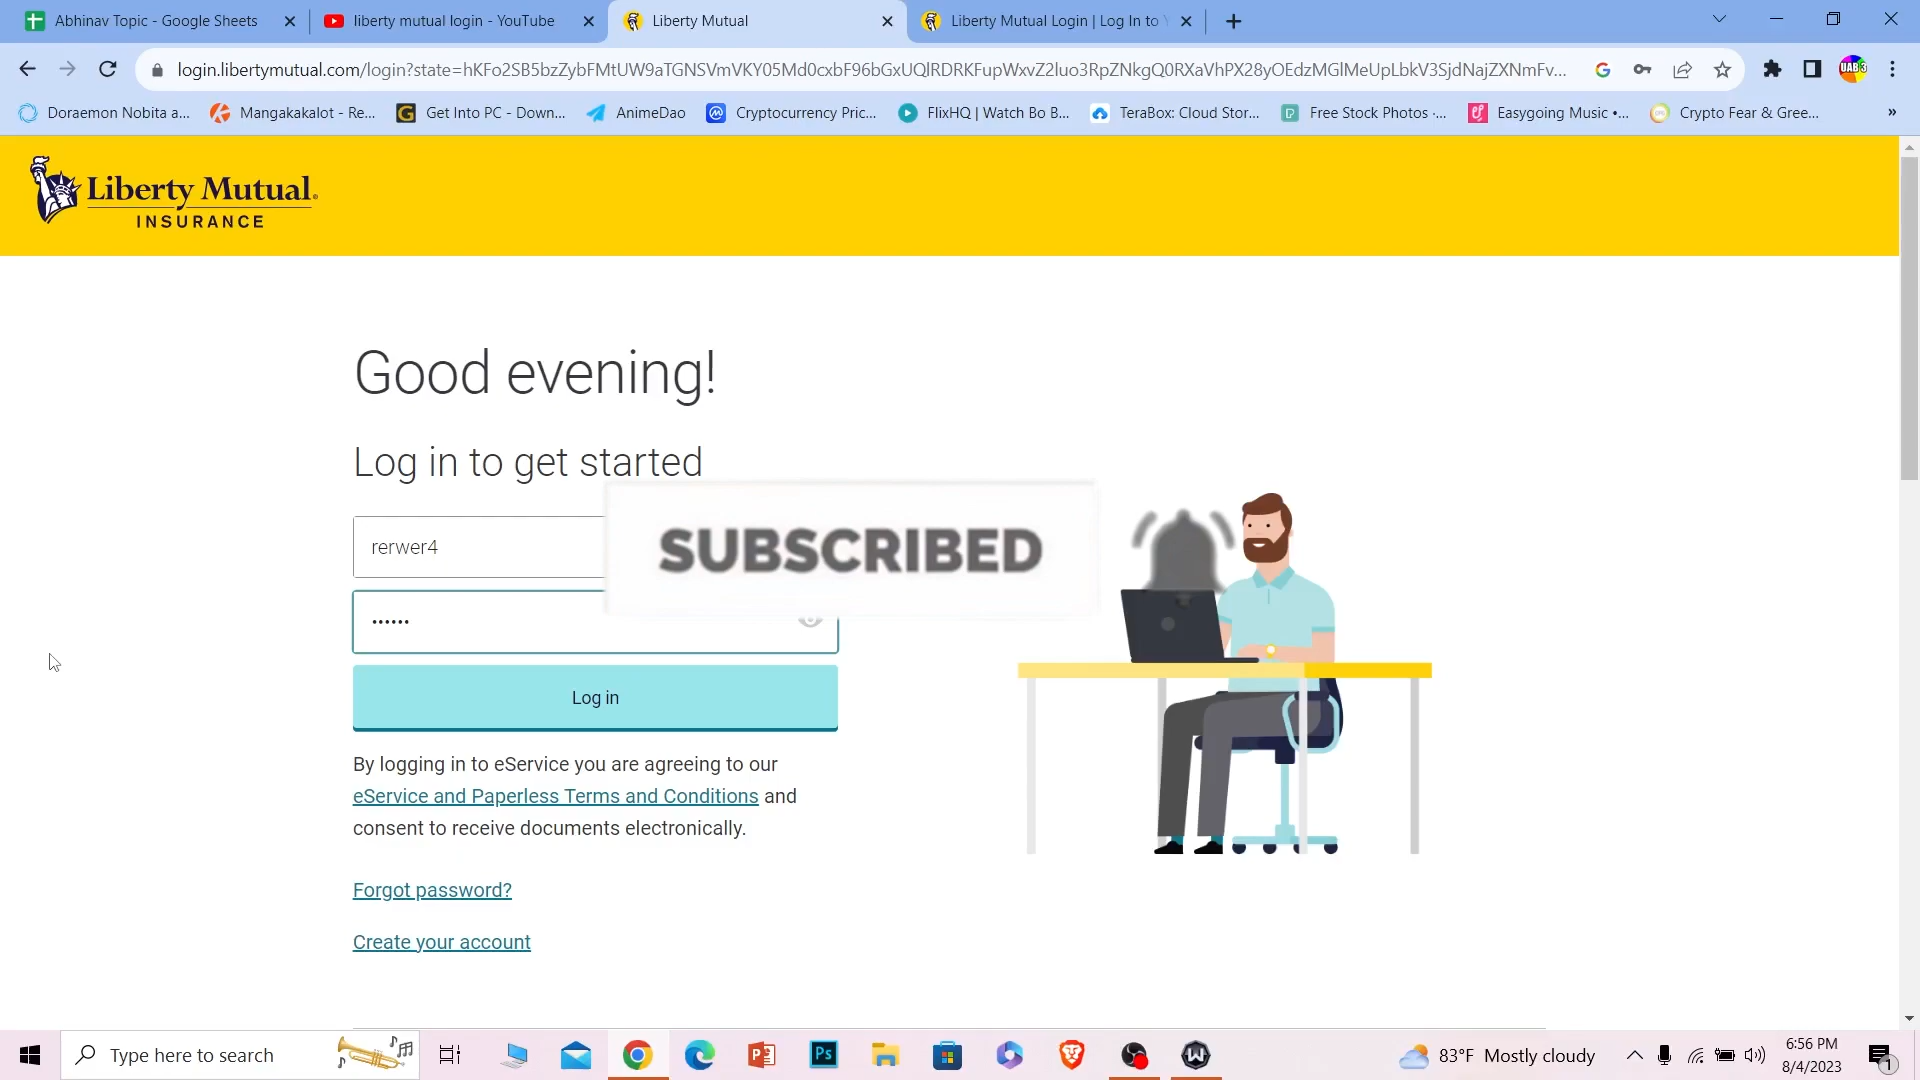 Abhinav Topic - Google Sheets
liberty mutual login - YouTube
Liberty Mutual
Liberty Mutual Login | Log In to Y
login.libertymutual.com/login?state=hKFo2SB5bzZybFMtUW9aTGNSVmVKY05Md0cxbF96bGxUQlRDRKFupWxvZ2luo3RpZNkgQ0RXaVhPX28yOEdzMGlMeUpLbkV3SjdNajZXNmFv...
UAB 3
Doraemon Nobita a...
Mangakakalot - Re...
Get Into PC - Down...
AnimeDao
Cryptocurrency Pric...
FlixHQ | Watch Bo B...
TeraBox: Cloud Stor...
Free Stock Photos ·...
Easygoing Music •...
Crypto Fear & Gree...
»
Liberty Mutual®
INSURANCE
Good evening!
Log in to get started
rerwer4
SUBSCRIBED
••••••
Log in
By logging in to eService you are agreeing to our
eService and Paperless Terms and Conditions and
consent to receive documents electronically.
Forgot password?
Create your account
Type here to search
83°F Mostly cloudy
6:56 PM
8/4/2023
1